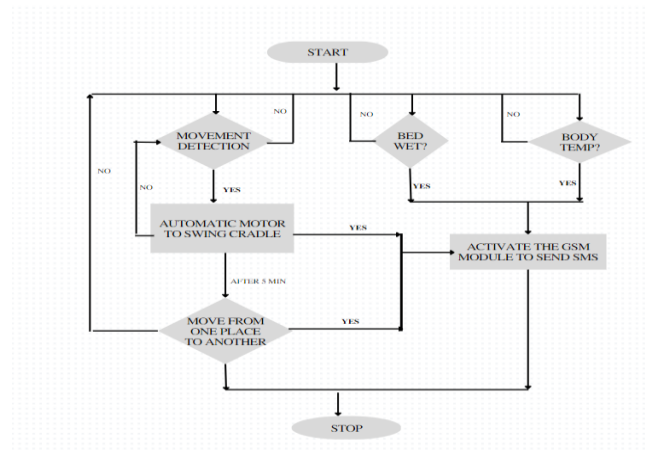 START
NO
NO
NO
MOVEMENT
DETECTION
BED
WET?
BODY
TEMP?
NO
NO
YES
YES
YES
AUTOMATIC MOTOR
TO SWING CRADLE
YES
ACTIVATE THE GSM
MODULE TO SEND SMS
AFTER 5 MIN
MOVE FROM
ONE PLACE
TO ANOTHER
YES
STOP